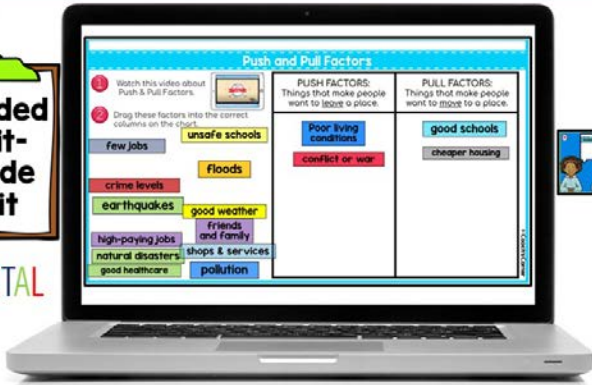 ded
it-
de
it
TAL
Push and Pull Factors
1
Watch this video about
Push & Pull Factors.
2
Drag these factors into the correct
columns on the chart.
few jobs
unsafe schools
floods
crime levels
earthquakes
good weather
friends
and family
high-paying jobs
natural disasters
shops & services
good healthcare
pollution
PUSH FACTORS:
Things that make people
want to leave a place.
Poor living
conditions
conflict or war
PULL FACTORS:
Things that make people
want to move to a place.
good schools
cheaper housing